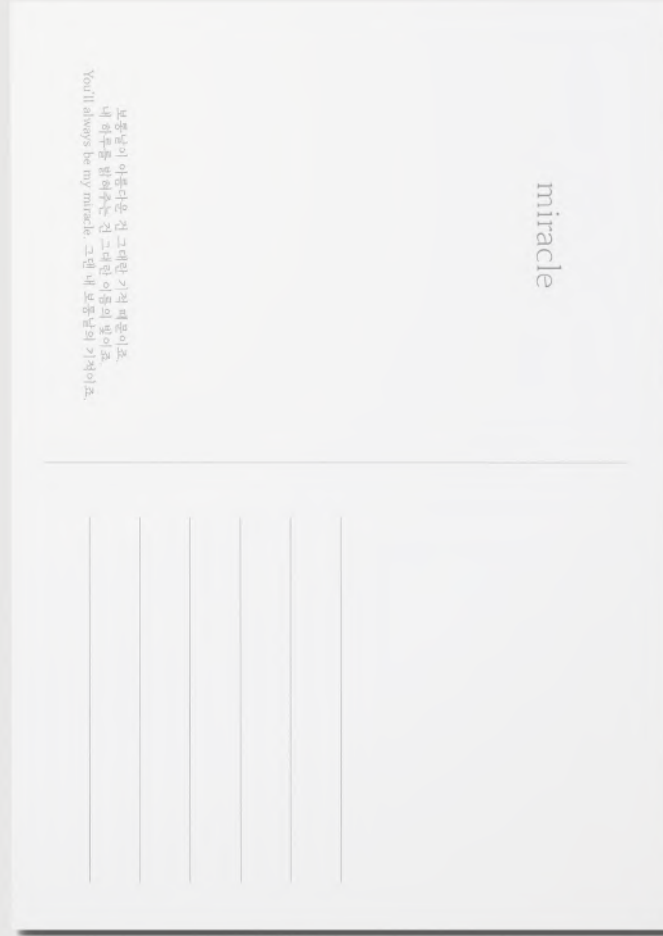 miracle
보통날이 아름다운 건 그대란 기적 때문이죠.
내 하루를 밝혀주는 건 그대란 이름의 빛이죠.
You'll always be my miracle. 그댄 내 보통날의 기적이죠.